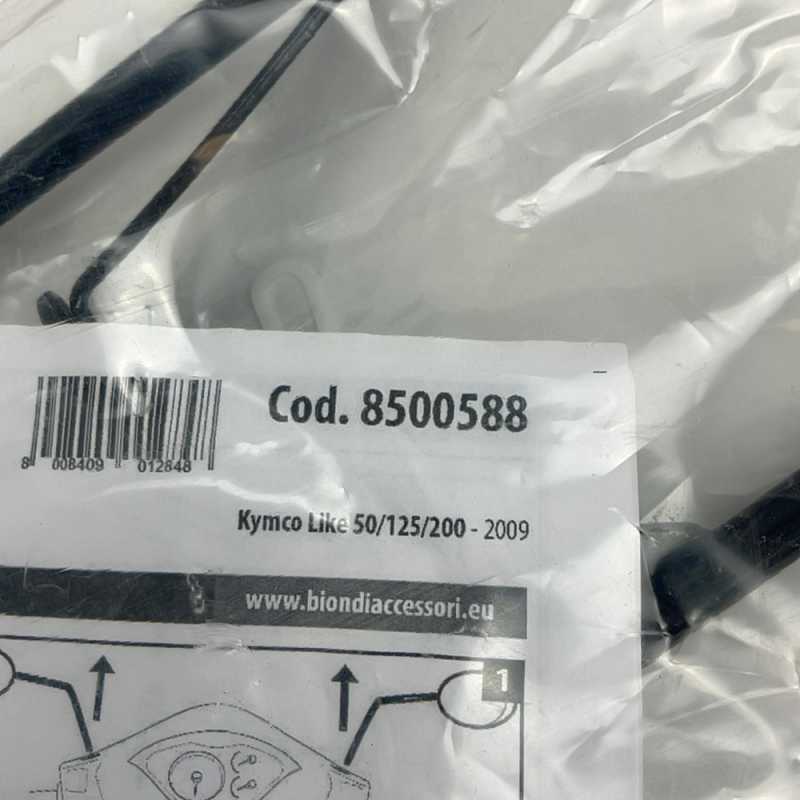 Cod. 8500588
8 008409 012848
Kymco Like 50/125/200 - 2009
www.biondiaccessori.eu
1